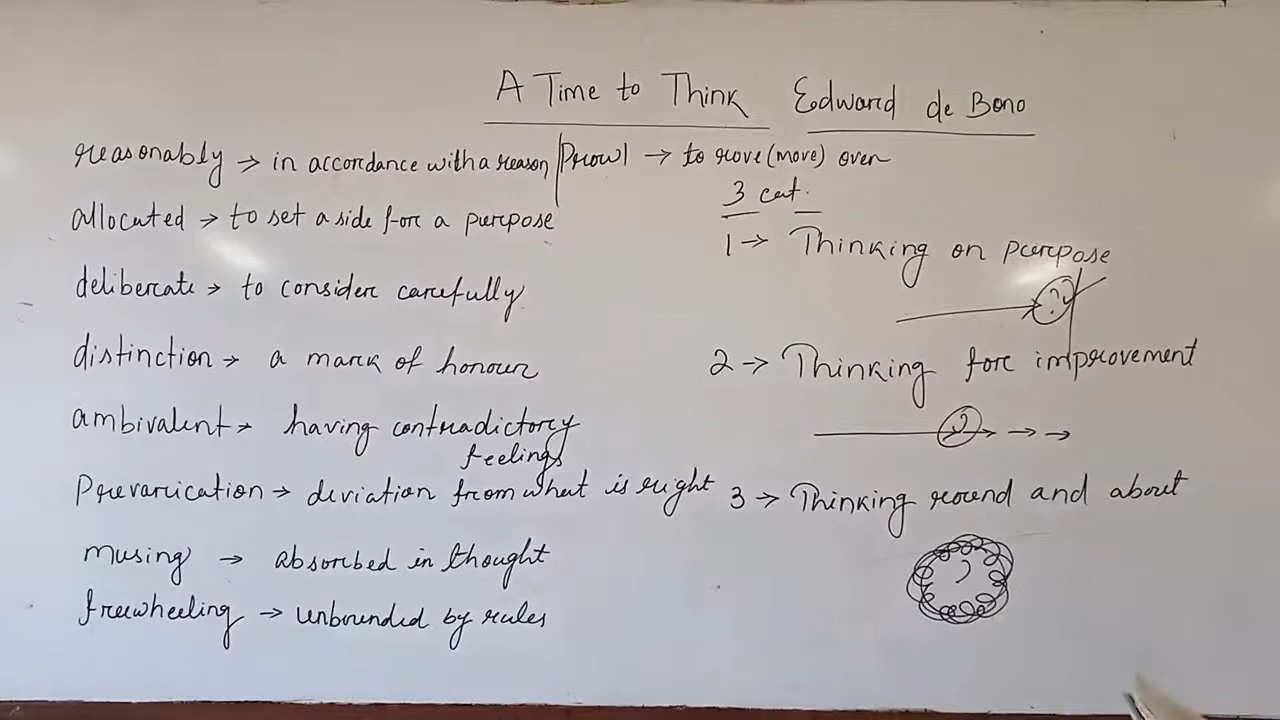 A Time to Think Edward de Bono
reasonably → in accordance with a reason
Prowl → to rove (move) over
allocated → to set a side for a purpose
deliberate → to consider carefully
distinction → a mark of honour
ambivalent → having contradictory
feelings
Prevarication → deviation from what is right
musing → absorbed in thought
freewheeling → unbounded by rules
3 cat.
1 → Thinking on purpose
2 → Thinking for improvement
3 → Thinking round and about